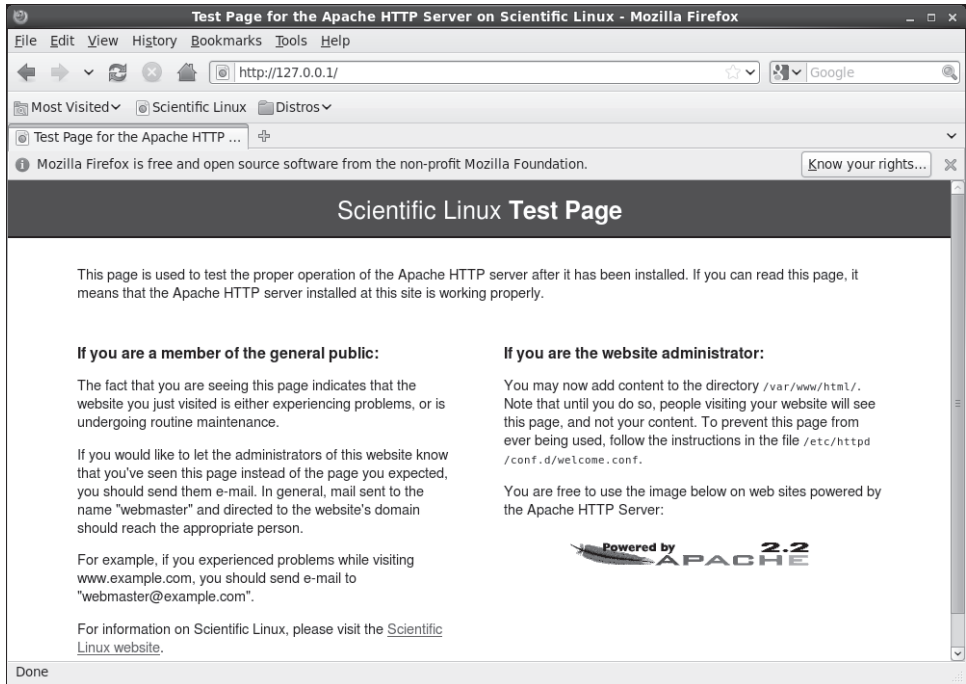 Test Page for the Apache HTTP Server on Scientific Linux - Mozilla Firefox
File Edit View History Bookmarks Tools Help
http://127.0.0.1/
Google
Most Visited Scientific Linux Distros
Test Page for the Apache HTTP ...
Mozilla Firefox is free and open source software from the non-profit Mozilla Foundation.
Know your rights...
Scientific Linux Test Page
This page is used to test the proper operation of the Apache HTTP server after it has been installed. If you can read this page, it
means that the Apache HTTP server installed at this site is working properly.
If you are a member of the general public:
The fact that you are seeing this page indicates that the
website you just visited is either experiencing problems, or is
undergoing routine maintenance.
If you would like to let the administrators of this website know
that you've seen this page instead of the page you expected,
you should send them e-mail. In general, mail sent to the
name "webmaster" and directed to the website's domain
should reach the appropriate person.
For example, if you experienced problems while visiting
www.example.com, you should send e-mail to
"webmaster@example.com".
For information on Scientific Linux, please visit the Scientific
Linux website.
If you are the website administrator:
You may now add content to the directory /var/www/html/.
Note that until you do so, people visiting your website will see
this page, and not your content. To prevent this page from
ever being used, follow the instructions in the file /etc/httpd
/conf.d/welcome.conf.
You are free to use the image below on web sites powered by
the Apache HTTP Server:
Powered by 2.2
APACHE
Done